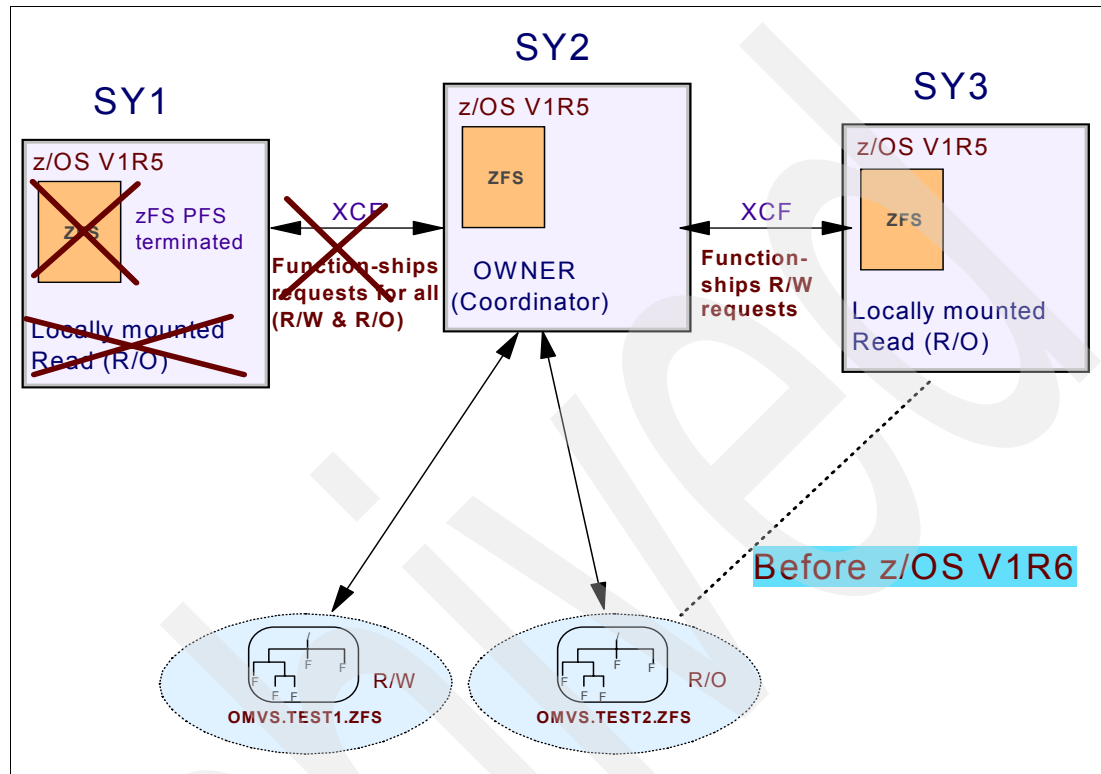 SY1
SY2
SY3
z/OS V1R5
ZFS
zFS PFS
terminated
Locally mounted
Read (R/O)
XCF
Function-ships
requests for all
(R/W & R/O)
z/OS V1R5
ZFS
OWNER
(Coordinator)
XCF
Function-
ships R/W
requests
z/OS V1R5
ZFS
Locally mounted
Read (R/O)
Before z/OS V1R6
/
F
F
F
F
F
R/W
OMVS.TEST1.ZFS
/
F
F
F
F
F
R/O
OMVS.TEST2.ZFS